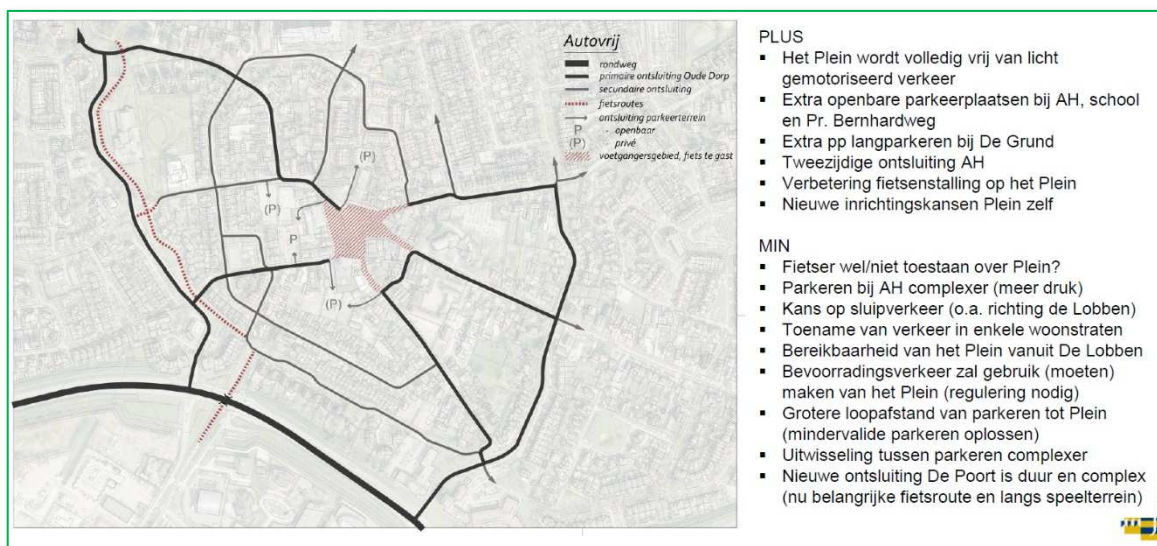 Autovrij
rondweg
primaire ontsluiting Oude Dorp
secundaire ontsluiting
fietsroutes
ontsluiting parkeerterrein
P - openbaar
(P) - privé
voetgangersgebied, fiets te gast
(P)
(P)
P
(P)
(P)
PLUS
▪ Het Plein wordt volledig vrij van licht
gemotoriseerd verkeer
▪ Extra openbare parkeerplaatsen bij AH, school
en Pr. Bernhardweg
▪ Extra pp langparkeren bij De Grund
▪ Tweezijdige ontsluiting AH
▪ Verbetering fietsenstalling op het Plein
▪ Nieuwe inrichtingskansen Plein zelf
MIN
▪ Fietser wel/niet toestaan over Plein?
▪ Parkeren bij AH complexer (meer druk)
▪ Kans op sluipverkeer (o.a. richting de Lobben)
▪ Toename van verkeer in enkele woonstraten
▪ Bereikbaarheid van het Plein vanuit De Lobben
▪ Bevoorradingsverkeer zal gebruik (moeten)
maken van het Plein (regulering nodig)
▪ Grotere loopafstand van parkeren tot Plein
(mindervalide parkeren oplossen)
▪ Uitwisseling tussen parkeren complexer
▪ Nieuwe ontsluiting De Poort is duur en complex
(nu belangrijke fietsroute en langs speelterrein)